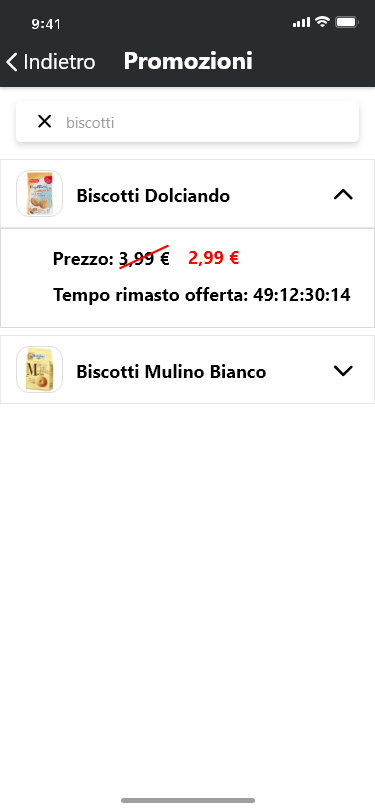 9:41
Indietro Promozioni
biscotti
Biscotti Dolciando
Prezzo: 3,99 € 2,99 €
Tempo rimasto offerta: 49:12:30:14
Biscotti Mulino Bianco